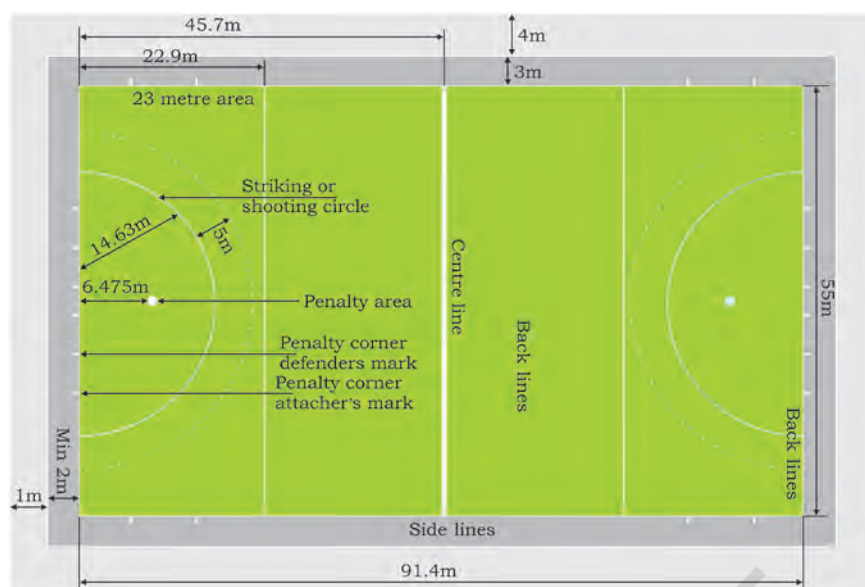 45.7m
4m
22.9m
3m
23 metre area
Striking or
shooting circle
14.63m
5m
6.475m
Penalty area
Centre line
Back lines
55m
Penalty corner
defenders mark
Penalty corner
attacher's mark
Back lines
Min 2m
1m
Side lines
91.4m